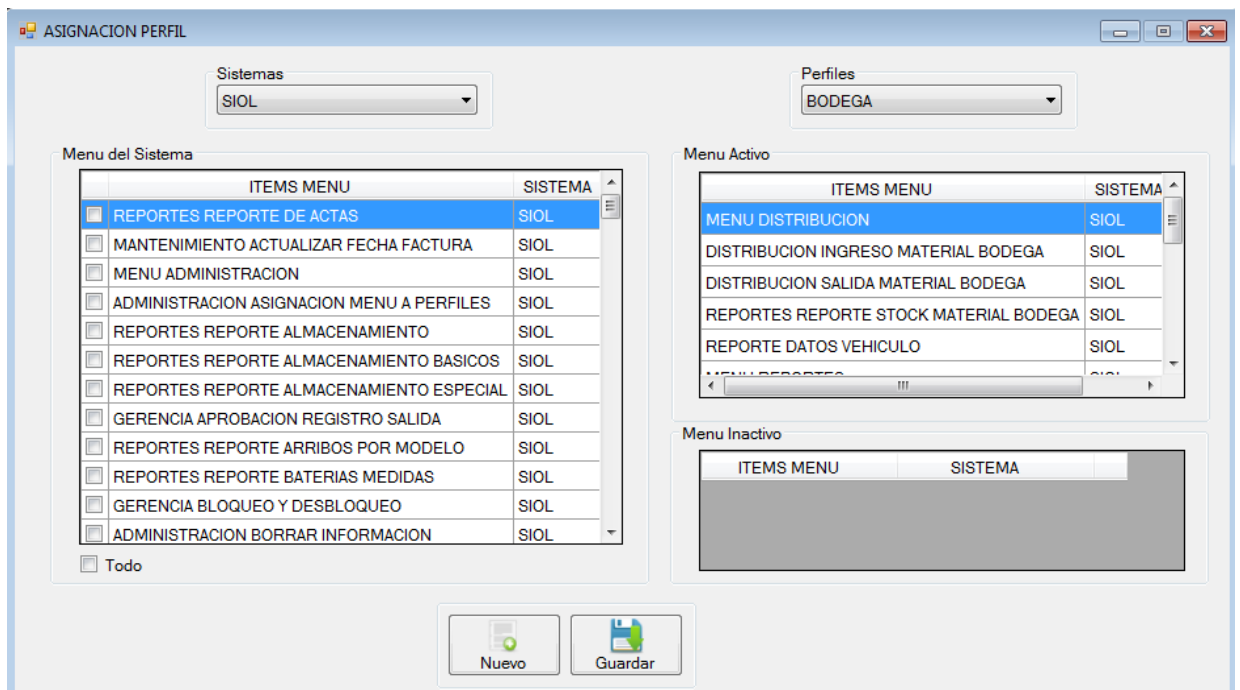 ASIGNACION PERFIL
Sistemas
SIOL
Perfiles
BODEGA
Menu del Sistema
ITEMS MENU SISTEMA
REPORTES REPORTE DE ACTAS SIOL
MANTENIMIENTO ACTUALIZAR FECHA FACTURA SIOL
MENU ADMINISTRACION SIOL
ADMINISTRACION ASIGNACION MENU A PERFILES SIOL
REPORTES REPORTE ALMACENAMIENTO SIOL
REPORTES REPORTE ALMACENAMIENTO BASICOS SIOL
REPORTES REPORTE ALMACENAMIENTO ESPECIAL SIOL
GERENCIA APROBACION REGISTRO SALIDA SIOL
REPORTES REPORTE ARRIBOS POR MODELO SIOL
REPORTES REPORTE BATERIAS MEDIDAS SIOL
GERENCIA BLOQUEO Y DESBLOQUEO SIOL
ADMINISTRACION BORRAR INFORMACION SIOL
Todo
Menu Activo
ITEMS MENU SISTEMA
MENU DISTRIBUCION SIOL
DISTRIBUCION INGRESO MATERIAL BODEGA SIOL
DISTRIBUCION SALIDA MATERIAL BODEGA SIOL
REPORTES REPORTE STOCK MATERIAL BODEGA SIOL
REPORTE DATOS VEHICULO SIOL
MENU REPORTES SIOL
Menu Inactivo
ITEMS MENU SISTEMA
Nuevo
Guardar